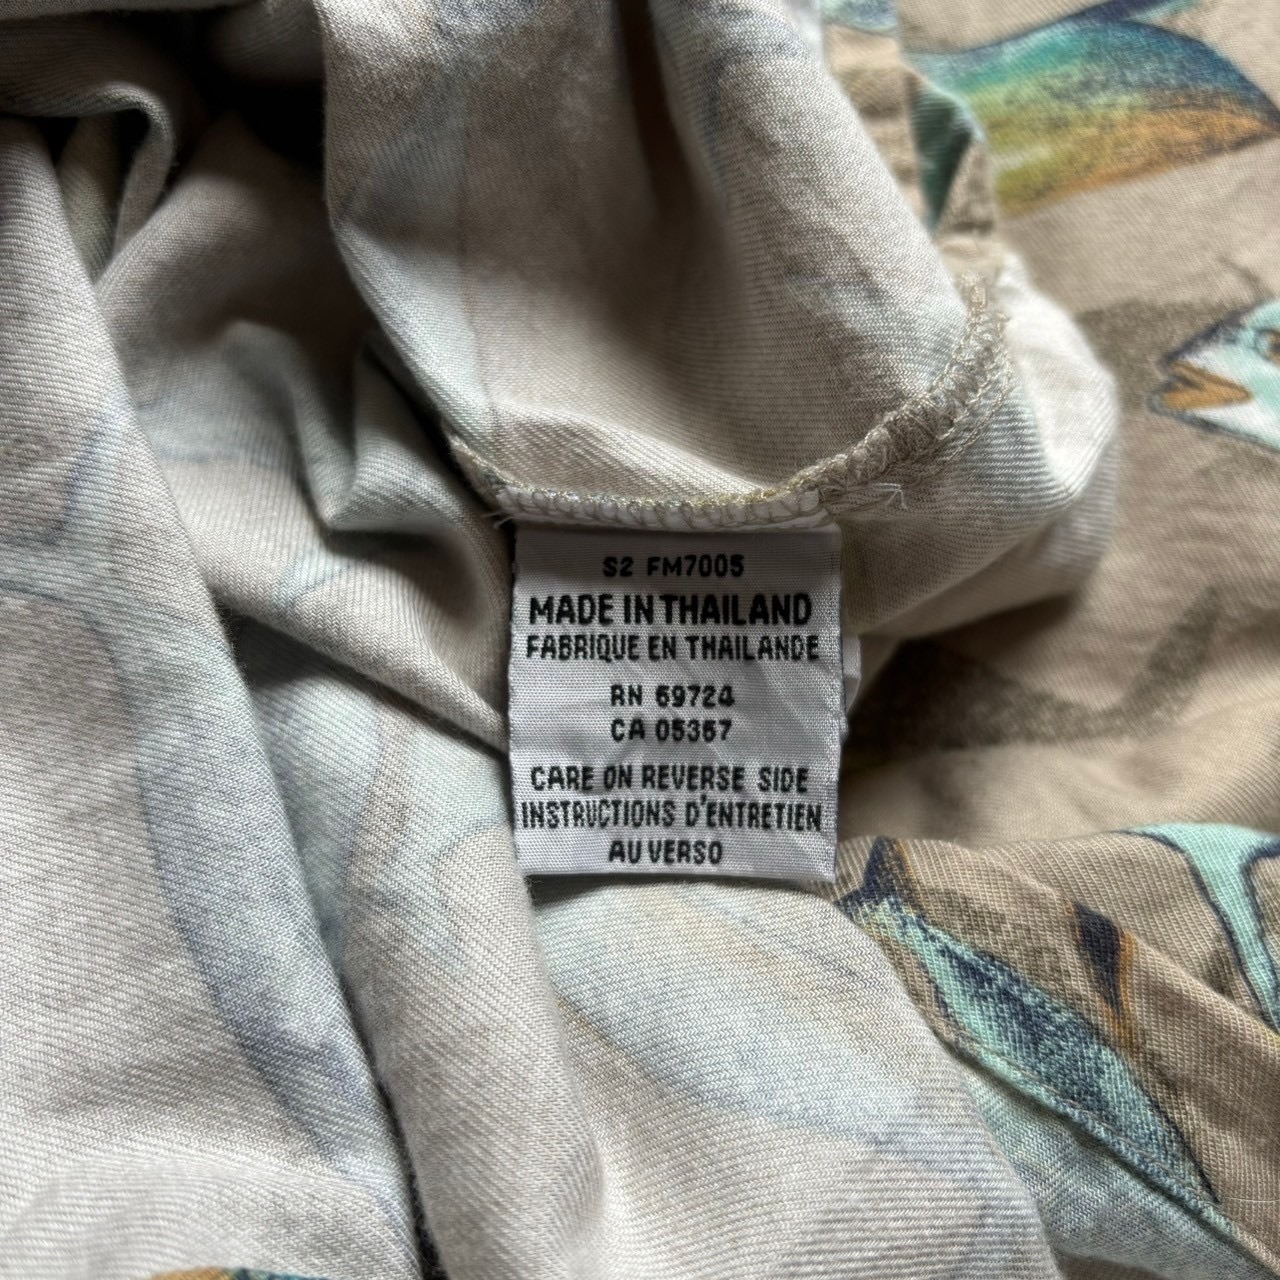 S2 FM7005
MADE IN THAILAND
FABRIQUE EN THAILANDE
RN 69724
CA 05367
CARE ON REVERSE SIDE
INSTRUCTIONS D'ENTRETIEN
AU VERSO